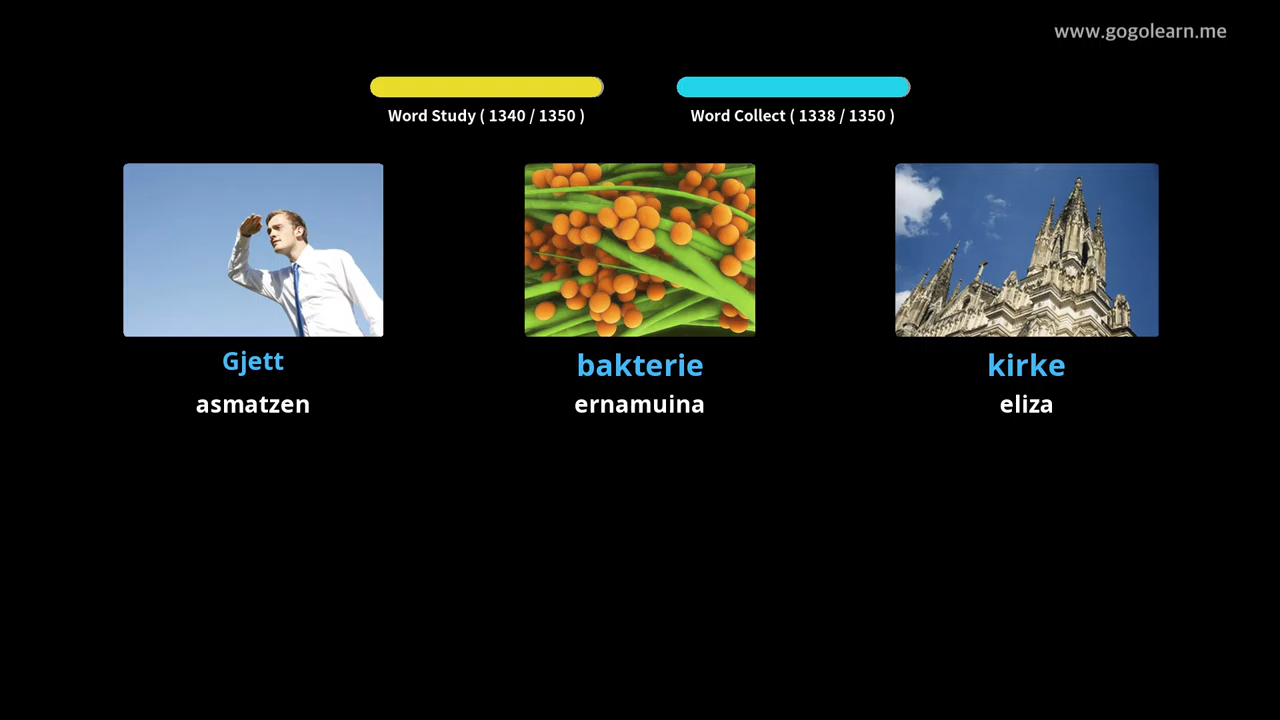 www.gogolearn.me
Word Study ( 1340 / 1350 )
Word Collect ( 1338 / 1350 )
Gjett
bakterie
kirke
asmatzen
ernamuina
eliza